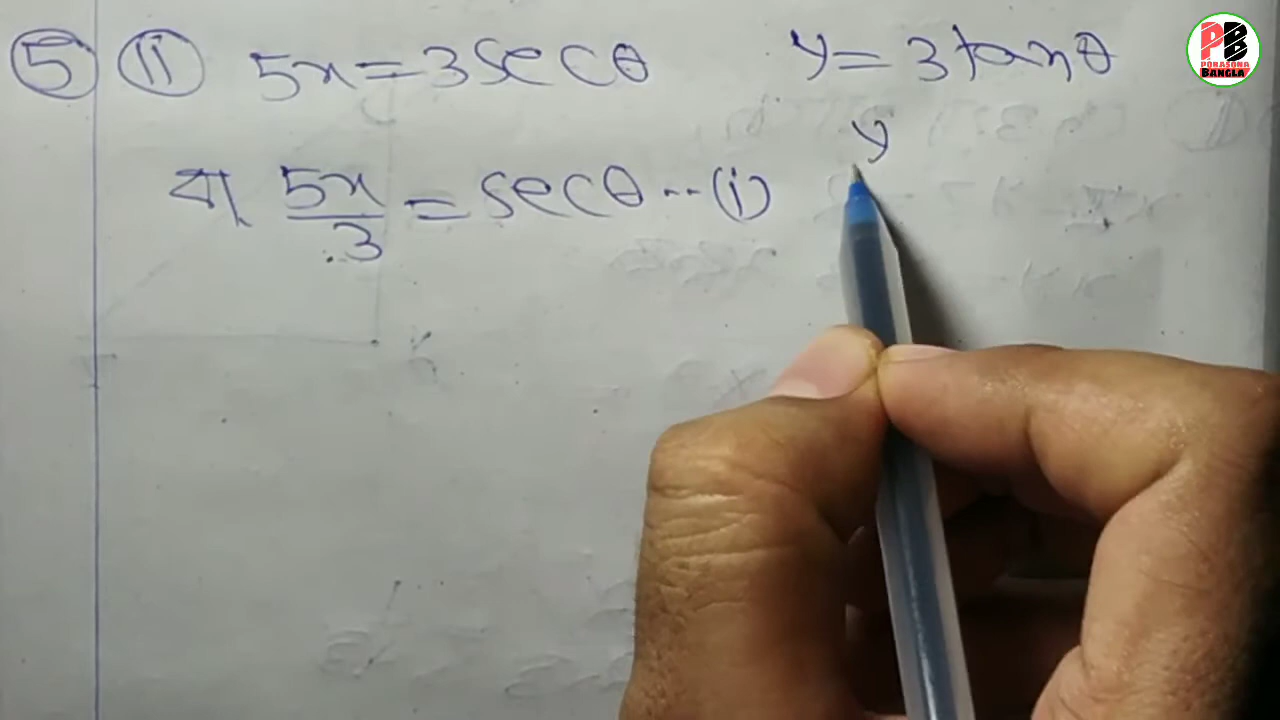 5 ii 5x=3secθ y=3tanθ
বা, 5x/3 = secθ --(i) y
PB
PORASONA
BANGLA